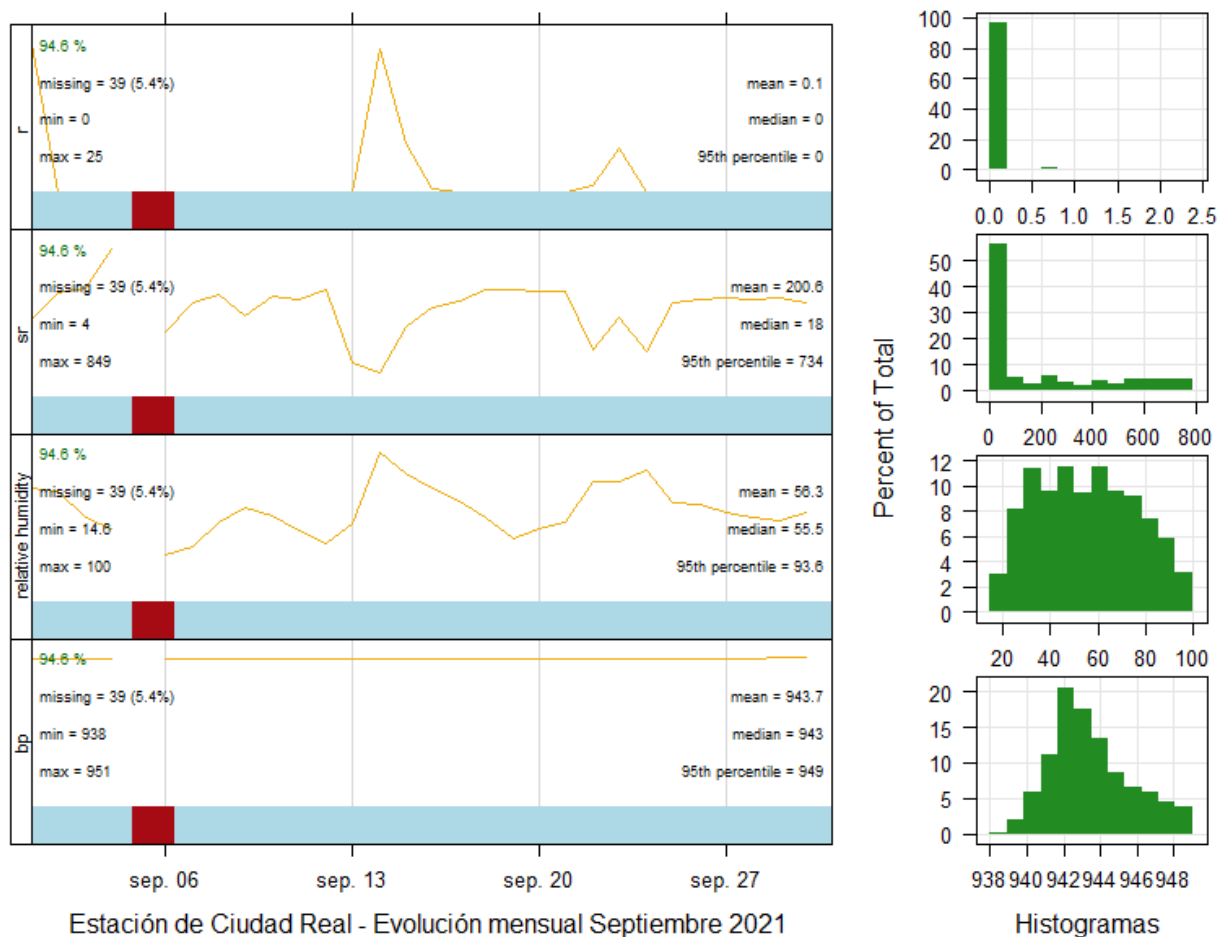 r
94.6 %
missing = 39 (5.4%)
min = 0
max = 25
mean = 0.1
median = 0
95th percentile = 0
sr
94.6 %
missing = 39 (5.4%)
min = 4
max = 849
mean = 200.6
median = 18
95th percentile = 734
relative humidity
94.6 %
missing = 39 (5.4%)
min = 14.6
max = 100
mean = 56.3
median = 55.5
95th percentile = 93.6
bp
94.6 %
missing = 39 (5.4%)
min = 938
max = 951
mean = 943.7
median = 943
95th percentile = 949
sep. 06 sep. 13 sep. 20 sep. 27
Estación de Ciudad Real - Evolución mensual Septiembre 2021
Percent of Total
100
80
60
40
20
0
0.0 0.5 1.0 1.5 2.0 2.5
50
40
30
20
10
0
0 200 400 600 800
12
10
8
6
4
2
0
20 40 60 80 100
20
15
10
5
0
938 940 942 944 946 948
Histogramas